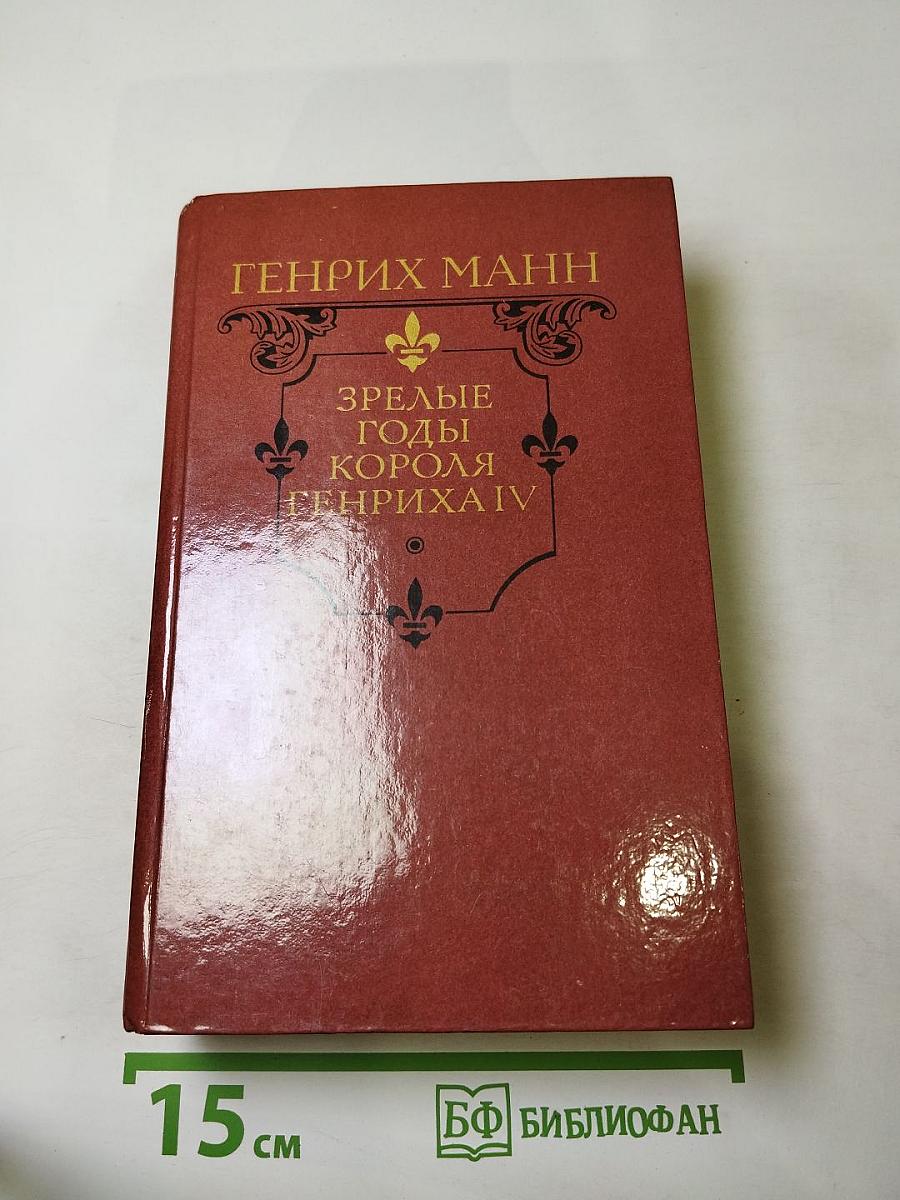 ГЕНРИХ МАНН
ЗРЕЛЫЕ
ГОДЫ
КОРОЛЯ
ГЕНРИХА IV
15 см
БФ БИБЛИОФАН